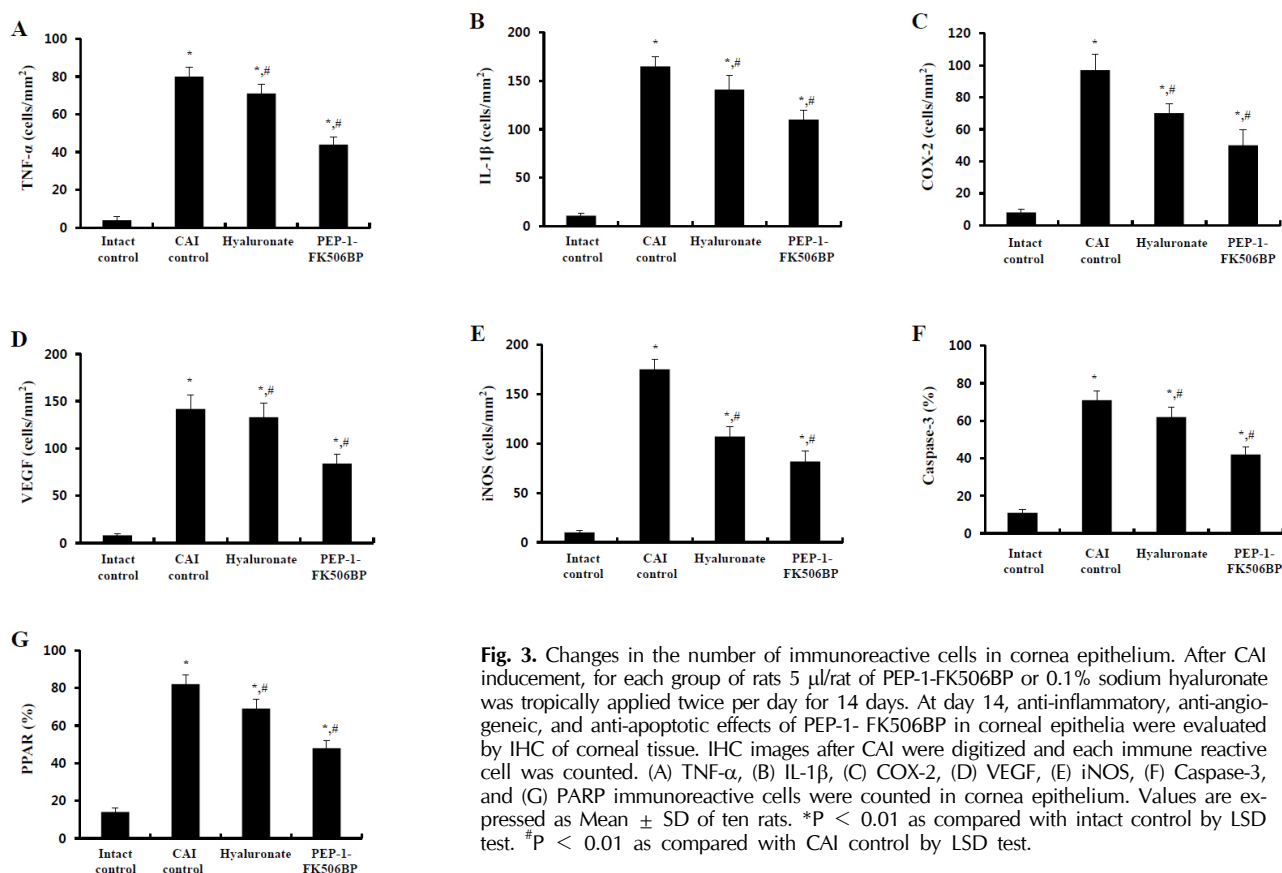 A
TNF-α (cells/mm²)
100
80
60
40
20
0
*
*,#
*,#
Intact control
CAI control
Hyaluronate
PEP-1-FK506BP
B
IL-1β (cells/mm²)
200
150
100
50
0
*
*,#
*,#
Intact control
CAI control
Hyaluronate
PEP-1-FK506BP
C
COX-2 (cells/mm²)
120
100
80
60
40
20
0
*
*,#
*,#
Intact control
CAI control
Hyaluronate
PEP-1-FK506BP
D
VEGF (cells/mm²)
200
150
100
50
0
*
*,#
*,#
Intact control
CAI control
Hyaluronate
PEP-1-FK506BP
E
iNOS (cells/mm²)
200
150
100
50
0
*
*,#
*,#
Intact control
CAI control
Hyaluronate
PEP-1-FK506BP
F
Caspase-3 (%)
100
80
60
40
20
0
*
*,#
*,#
Intact control
CAI control
Hyaluronate
PEP-1-FK506BP
G
PPAR (%)
100
80
60
40
20
0
*
*,#
*,#
Intact control
CAI control
Hyaluronate
PEP-1-FK506BP
Fig. 3. Changes in the number of immunoreactive cells in cornea epithelium. After CAI
inducement, for each group of rats 5 μl/rat of PEP-1-FK506BP or 0.1% sodium hyaluronate
was tropically applied twice per day for 14 days. At day 14, anti-inflammatory, anti-angio-
geneic, and anti-apoptotic effects of PEP-1- FK506BP in corneal epithelia were evaluated
by IHC of corneal tissue. IHC images after CAI were digitized and each immune reactive
cell was counted. (A) TNF-α, (B) IL-1β, (C) COX-2, (D) VEGF, (E) iNOS, (F) Caspase-3,
and (G) PARP immunoreactive cells were counted in cornea epithelium. Values are ex-
pressed as Mean ± SD of ten rats. *P < 0.01 as compared with intact control by LSD
test. #P < 0.01 as compared with CAI control by LSD test.